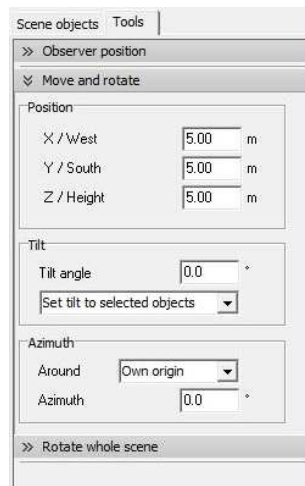 Scene objects Tools
» Observer position
Move and rotate
Position
X / West 5.00 m
Y / South 5.00 m
Z / Height 5.00 m
Tilt
Tilt angle 0.0 °
Set tilt to selected objects
Azimuth
Around Own origin
Azimuth 0.0 °
» Rotate whole scene